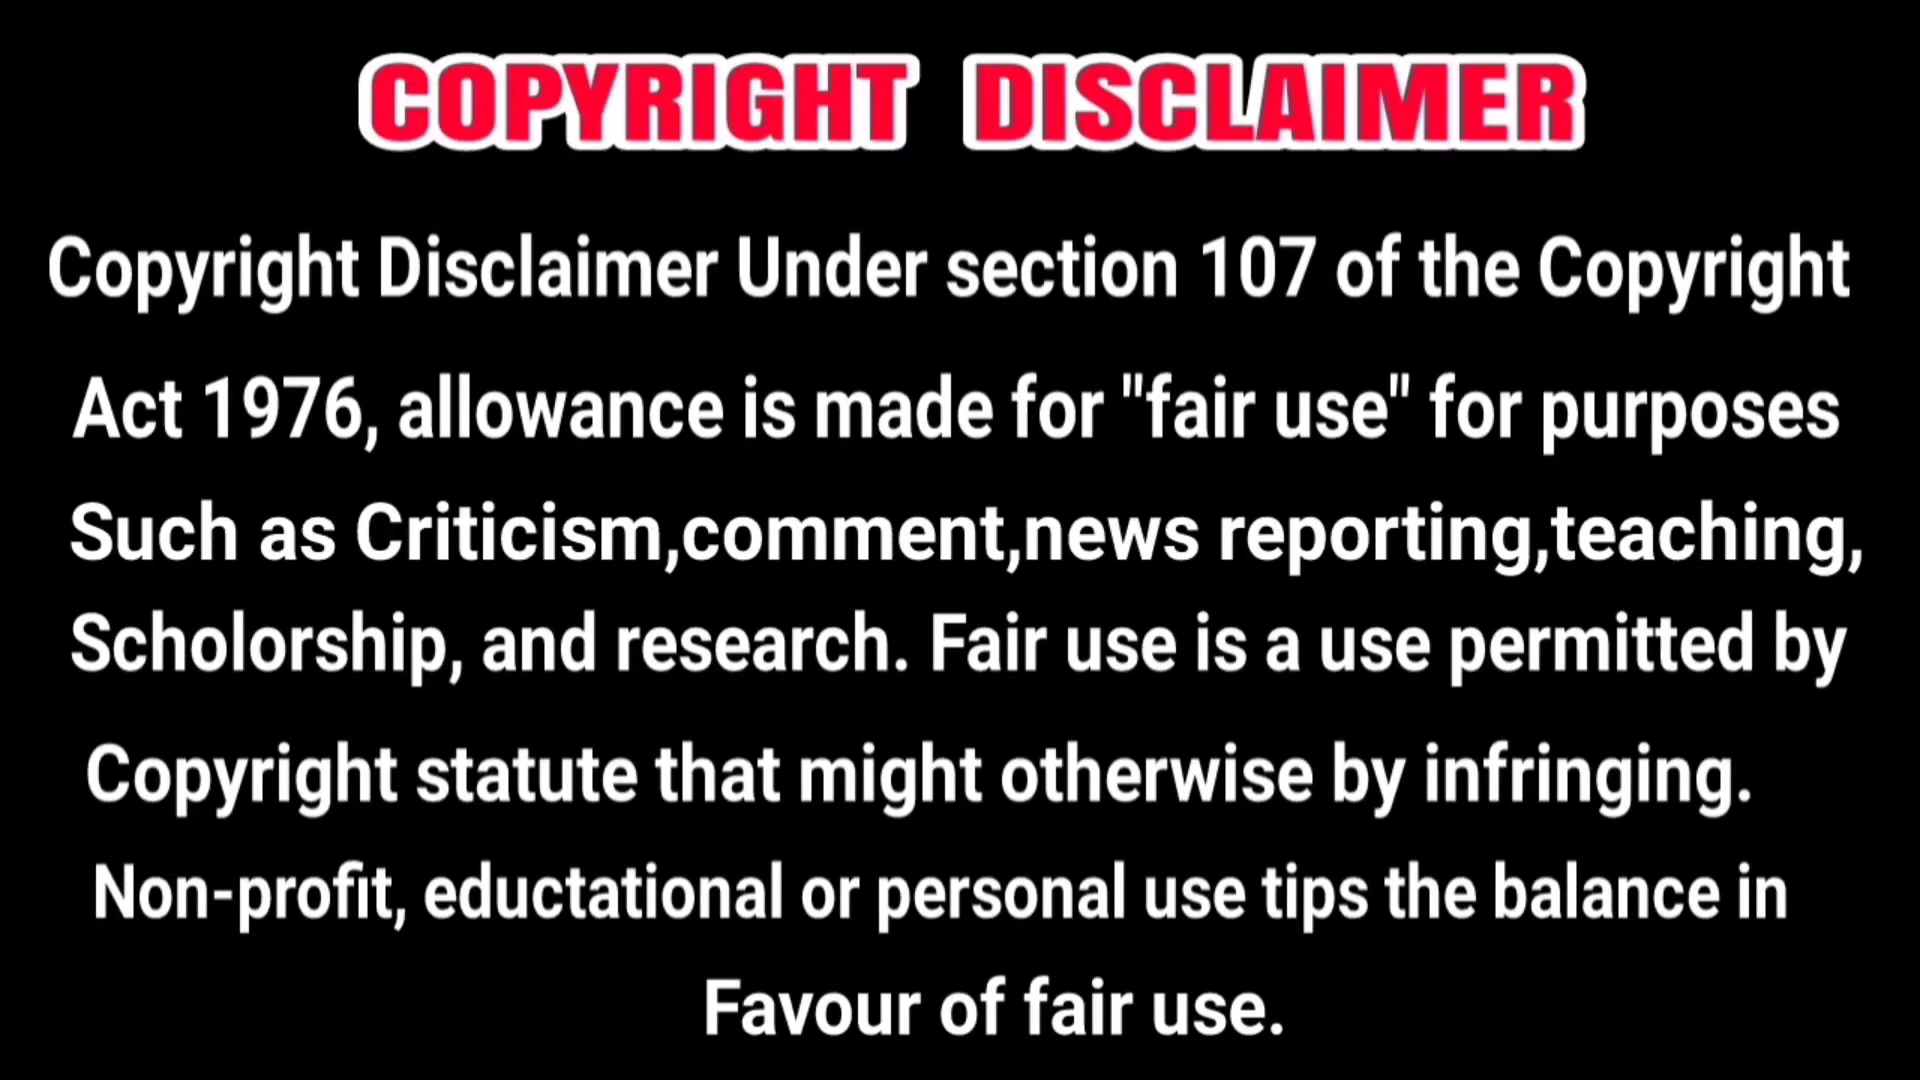 COPYRIGHT DISCLAIMER
Copyright Disclaimer Under section 107 of the Copyright
Act 1976, allowance is made for "fair use" for purposes
Such as Criticism,comment,news reporting,teaching,
Scholorship, and research. Fair use is a use permitted by
Copyright statute that might otherwise by infringing.
Non-profit, eductational or personal use tips the balance in
Favour of fair use.